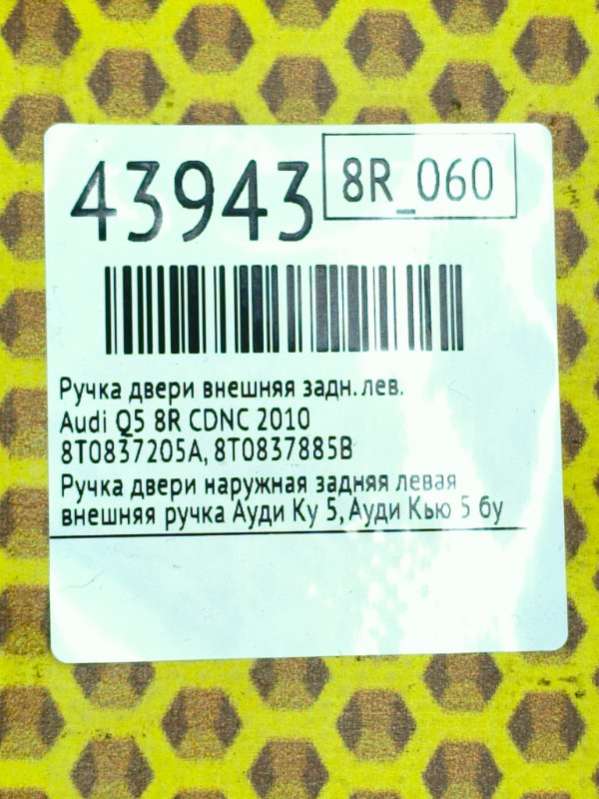 43943
8R_060
Ручка двери внешняя задн. лев.
Audi Q5 8R CDNC 2010
8T0837205A, 8T0837885B
Ручка двери наружная задняя левая
внешняя ручка Ауди Ку 5, Ауди Кью 5 бу